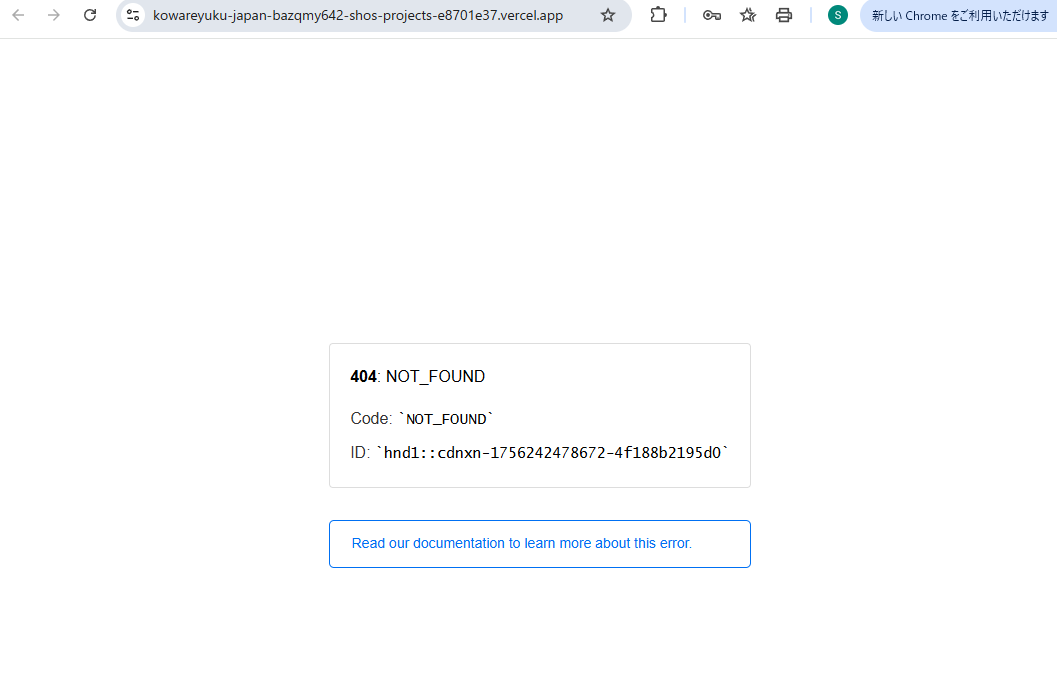 kowareyuku-japan-bazqmy642-shos-projects-e8701e37.vercel.app
S
新しい Chrome をご利用いただけます
404: NOT_FOUND
Code: `NOT_FOUND`
ID: `hnd1::cdnxn-1756242478672-4f188b2195d0`
Read our documentation to learn more about this error.